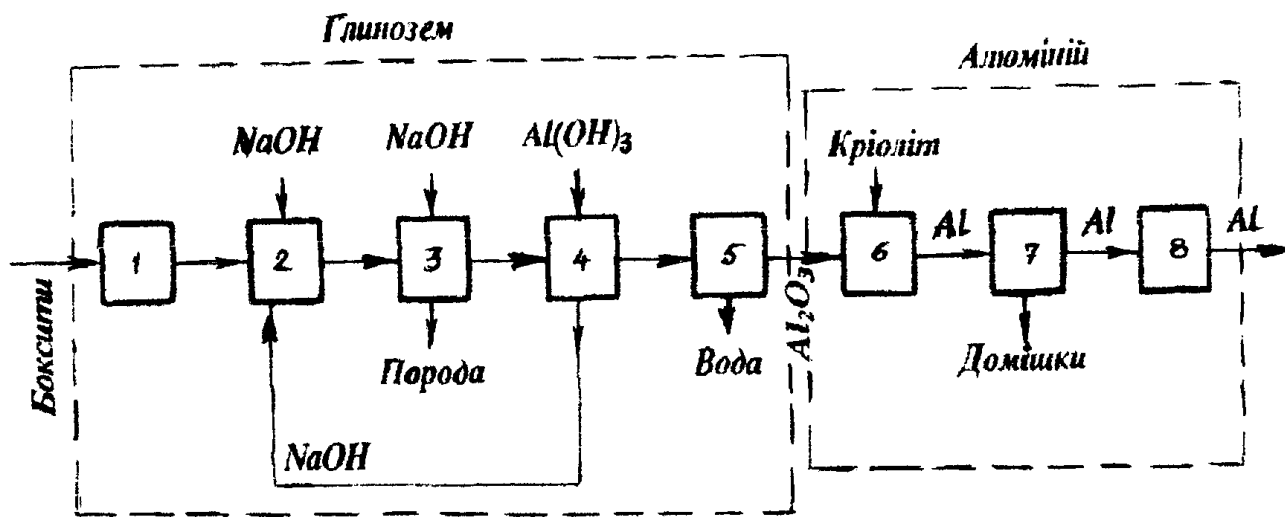 Глинозем
Алюміній
NaOH
NaOH
Al(OH)₃
Кріоліт
Боксити
1
2
3
4
5
Al₂O₃
6
Al
7
Al
8
Al
Порода
Вода
Домішки
NaOH